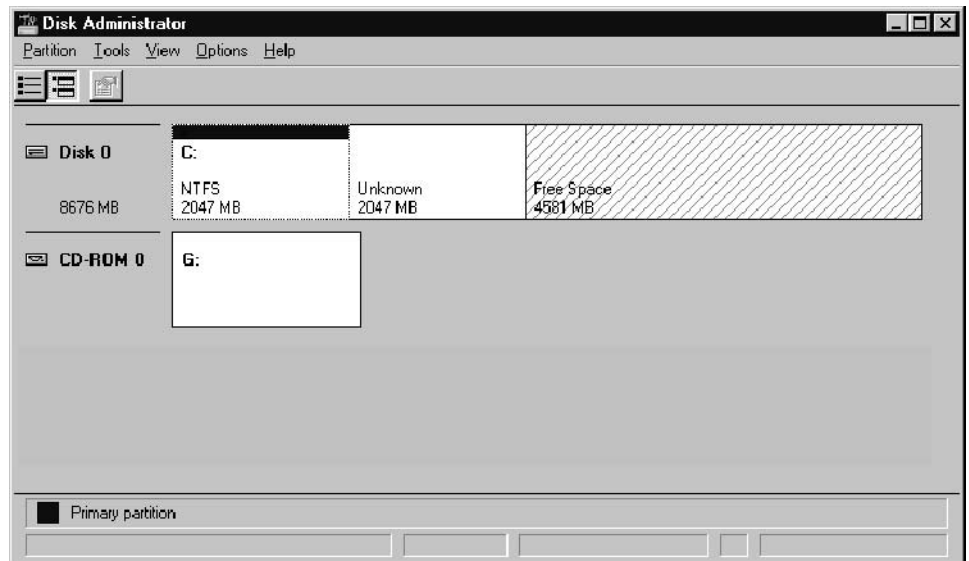 Disk Administrator
Partition Tools View Options Help
Disk 0
8676 MB
C:
NTFS
2047 MB
Unknown
2047 MB
Free Space
4581 MB
CD-ROM 0
G:
Primary partition